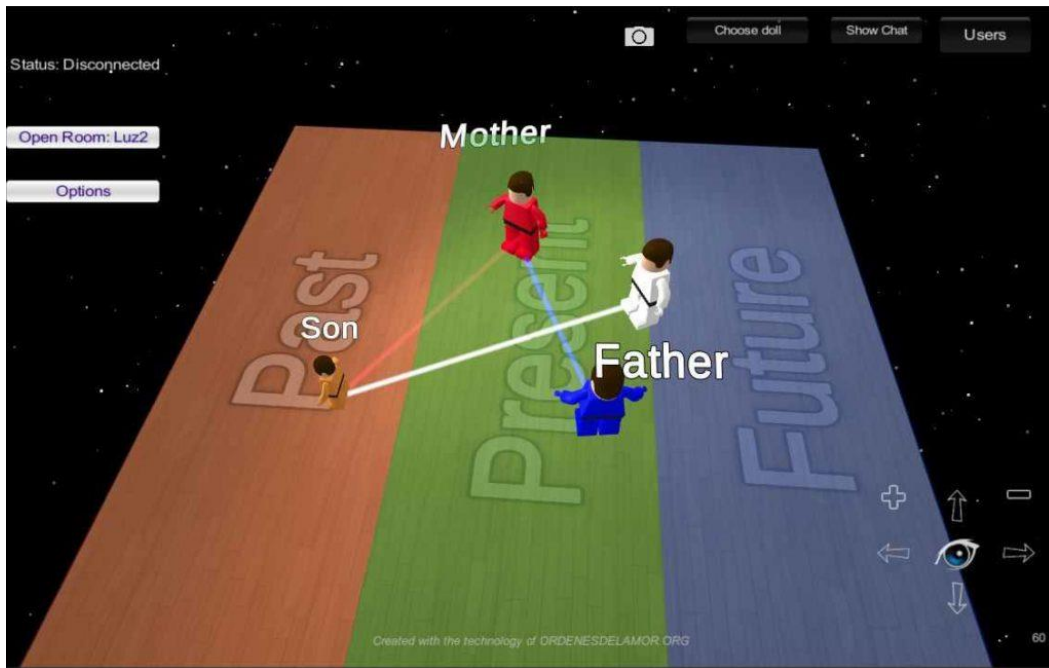 Choose doll
Show Chat
Users
Status: Disconnected
Open Room: Luz2
Options
Mother
Son
Father
Past
Present
Future
Created with the technology of ORDENESDELAMOR.ORG
60